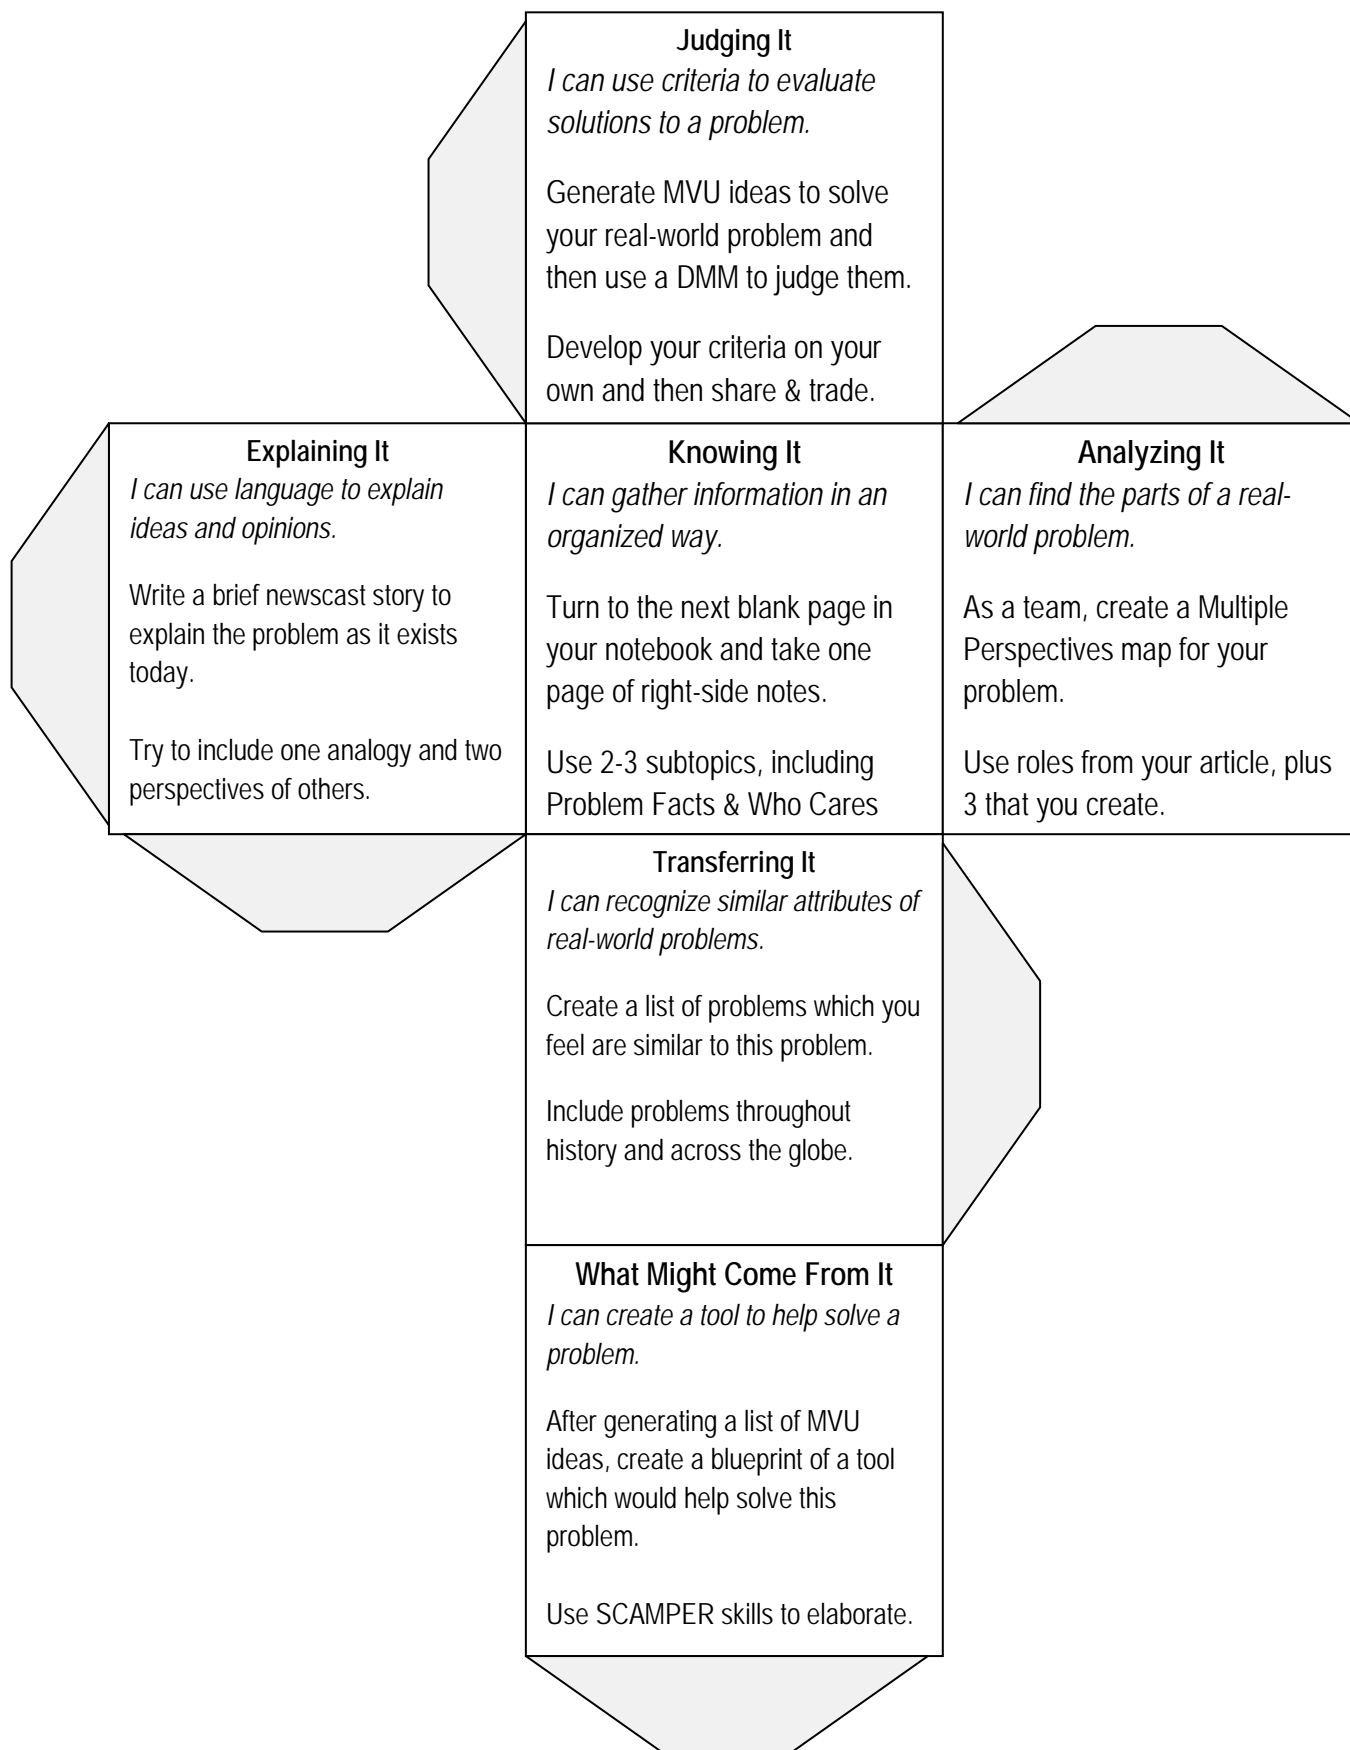 Judging It
I can use criteria to evaluate
solutions to a problem.
Generate MVU ideas to solve
your real-world problem and
then use a DMM to judge them.
Develop your criteria on your
own and then share & trade.
Explaining It
I can use language to explain
ideas and opinions.
Write a brief newscast story to
explain the problem as it exists
today.
Try to include one analogy and two
perspectives of others.
Knowing It
I can gather information in an
organized way.
Turn to the next blank page in
your notebook and take one
page of right-side notes.
Use 2-3 subtopics, including
Problem Facts & Who Cares
Analyzing It
I can find the parts of a real-
world problem.
As a team, create a Multiple
Perspectives map for your
problem.
Use roles from your article, plus
3 that you create.
Transferring It
I can recognize similar attributes of
real-world problems.
Create a list of problems which you
feel are similar to this problem.
Include problems throughout
history and across the globe.
What Might Come From It
I can create a tool to help solve a
problem.
After generating a list of MVU
ideas, create a blueprint of a tool
which would help solve this
problem.
Use SCAMPER skills to elaborate.